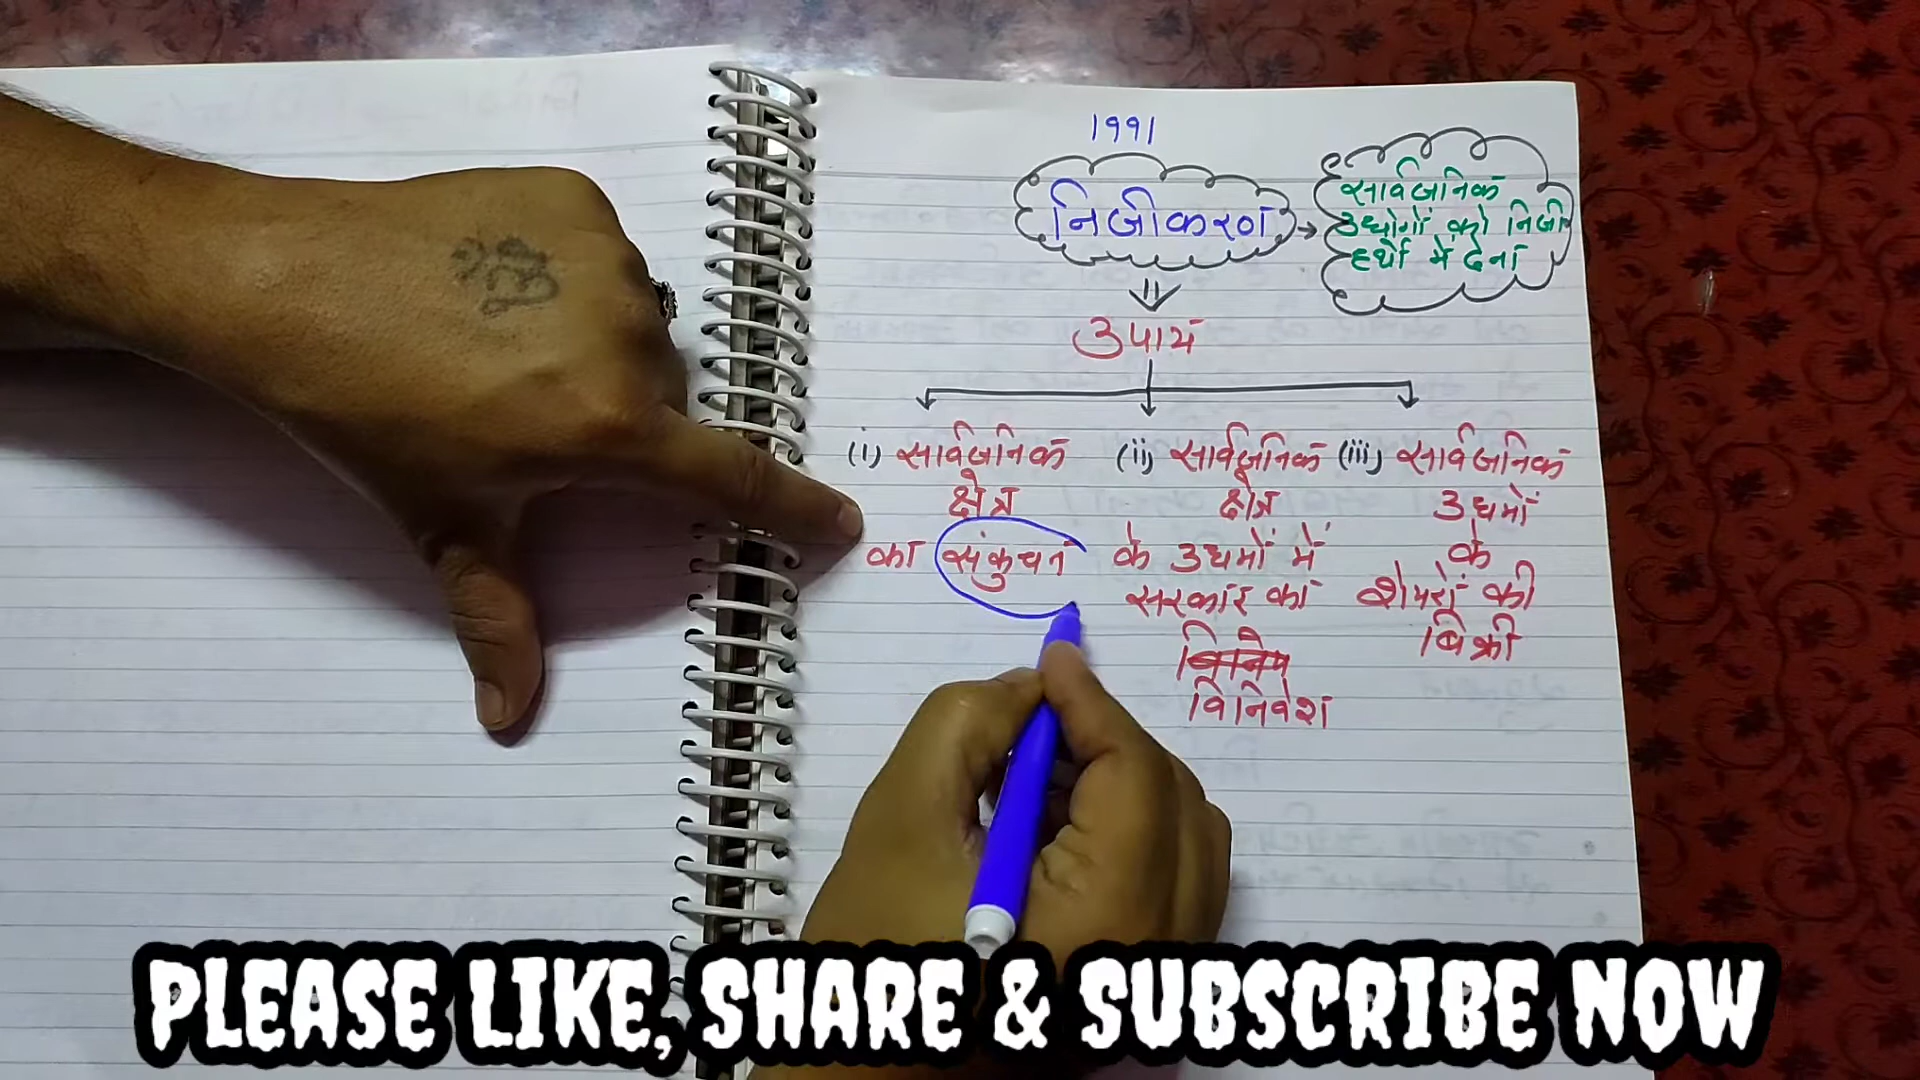 1991
निजीकरण
सार्वजनिक
उद्योगों को निजी
हाथों में देना
उपाय
(i) सार्वजनिक
क्षेत्र
का संकुचन
(ii) सार्वजनिक
क्षेत्र
के उद्यमों में
सरकार का
विनिवेश
(iii) सार्वजनिक
उद्यमों
के
शेयरों की
बिक्री
PLEASE LIKE, SHARE & SUBSCRIBE NOW